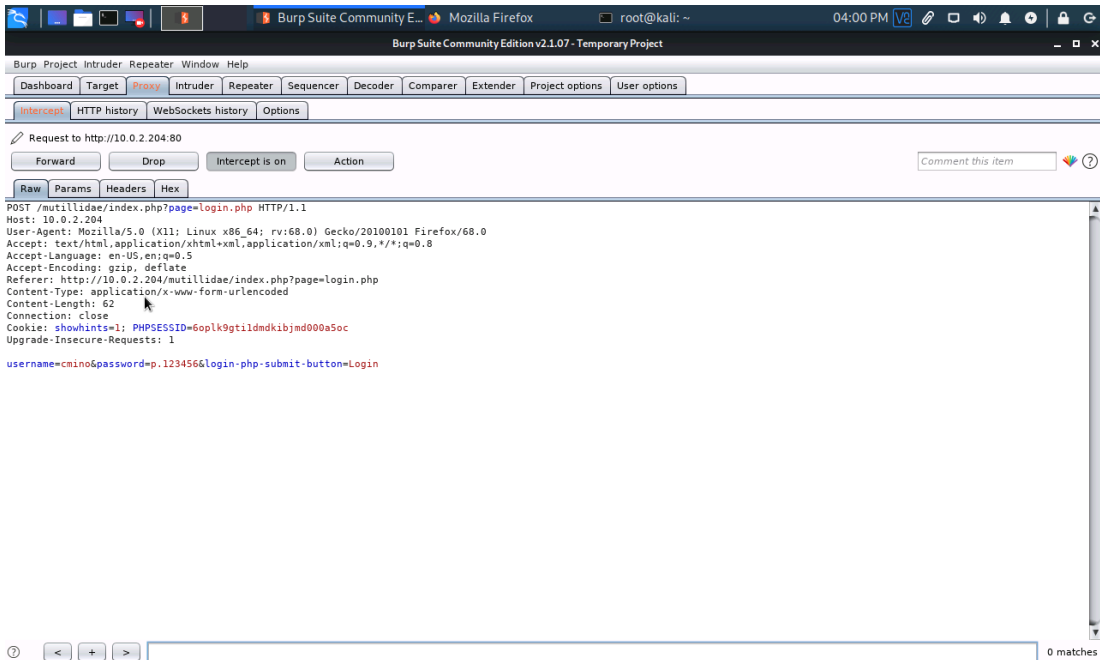 Burp Suite Community E... Mozilla Firefox root@kali: ~ 04:00 PM
Burp Suite Community Edition v2.1.07 - Temporary Project
Burp Project Intruder Repeater Window Help
Dashboard Target Proxy Intruder Repeater Sequencer Decoder Comparer Extender Project options User options
Intercept HTTP history WebSockets history Options
Request to http://10.0.2.204:80
Forward Drop Intercept is on Action Comment this item ?
Raw Params Headers Hex
POST /mutillidae/index.php?page=login.php HTTP/1.1
Host: 10.0.2.204
User-Agent: Mozilla/5.0 (X11; Linux x86_64; rv:68.0) Gecko/20100101 Firefox/68.0
Accept: text/html,application/xhtml+xml,application/xml;q=0.9,*/*;q=0.8
Accept-Language: en-US,en;q=0.5
Accept-Encoding: gzip, deflate
Referer: http://10.0.2.204/mutillidae/index.php?page=login.php
Content-Type: application/x-www-form-urlencoded
Content-Length: 62
Connection: close
Cookie: showhints=1; PHPSESSID=6oplk9gti1dmdkibjmd000a5oc
Upgrade-Insecure-Requests: 1
username=cmino&password=p.123456&login-php-submit-button=Login
? < + > 0 matches